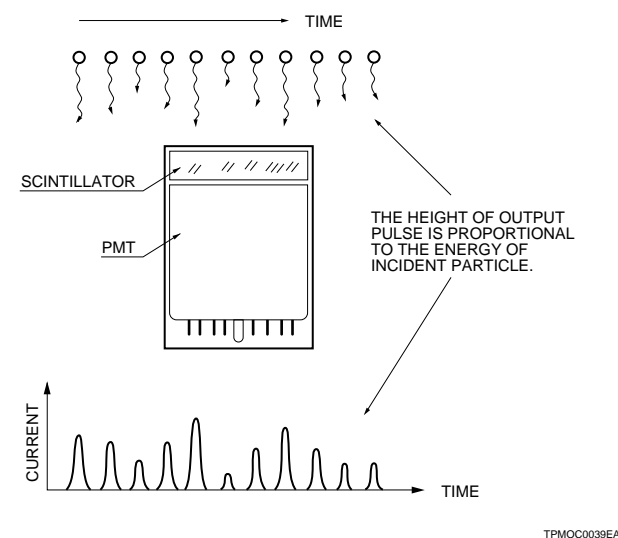 TIME
SCINTILLATOR
PMT
THE HEIGHT OF OUTPUT
PULSE IS PROPORTIONAL
TO THE ENERGY OF
INCIDENT PARTICLE.
CURRENT
TIME
TPMOC0039EA